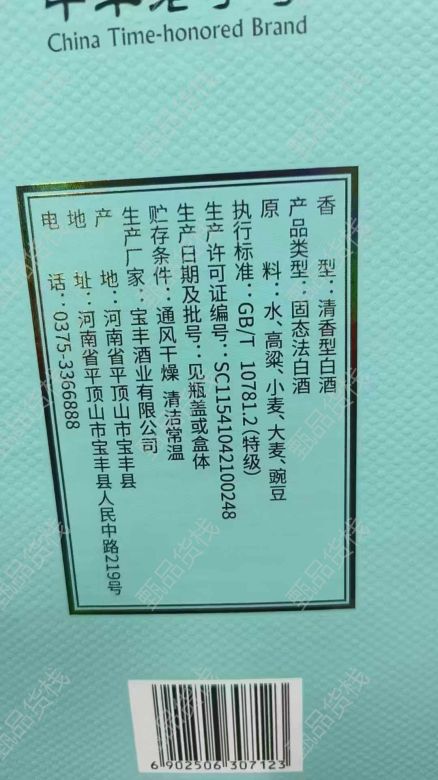 中华老字号
China Time-honored Brand
香 型：清香型白酒
产品类型：固态法白酒
原 料：水、高粱、小麦、大麦、豌豆
执行标准：GB/T 10781.2(特级)
生产许可证编号：SC11541042100248
生产日期及批号：见瓶盖或盒体
贮存条件：通风干燥 清洁常温
生产厂家：宝丰酒业有限公司
产 地：河南省平顶山市宝丰县
地 址：河南省平顶山市宝丰县人民中路219号
电 话：0375-3366888
6 902506 307123
甄品货栈